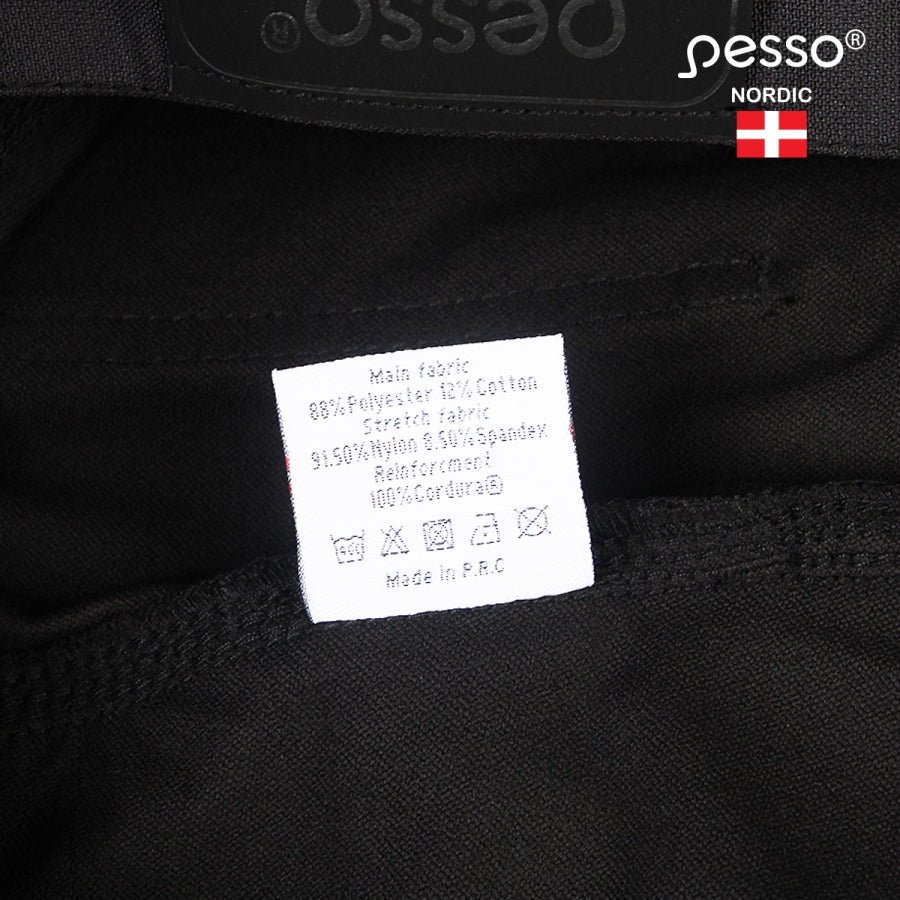 pesso®
pesso®
NORDIC
Main fabric
88%Polyester 12%Cotton
Stretch fabric
91.50%Nylon 8.50%Spandex
Reinforcment
100%Cordura®
Made in P.R.C